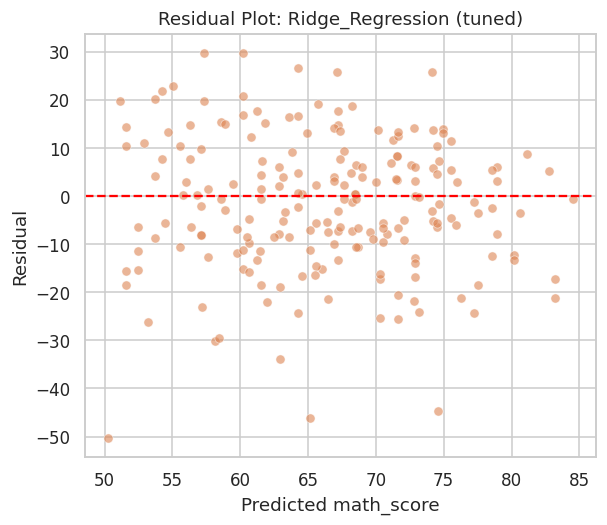 Residual Plot: Ridge_Regression (tuned)
30
20
10
0
−10
−20
−30
−40
−50
Residual
50 55 60 65 70 75 80 85
Predicted math_score